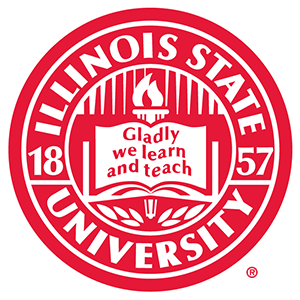 ILLINOIS STATE
18 57
Gladly
we learn
and teach
UNIVERSITY
®